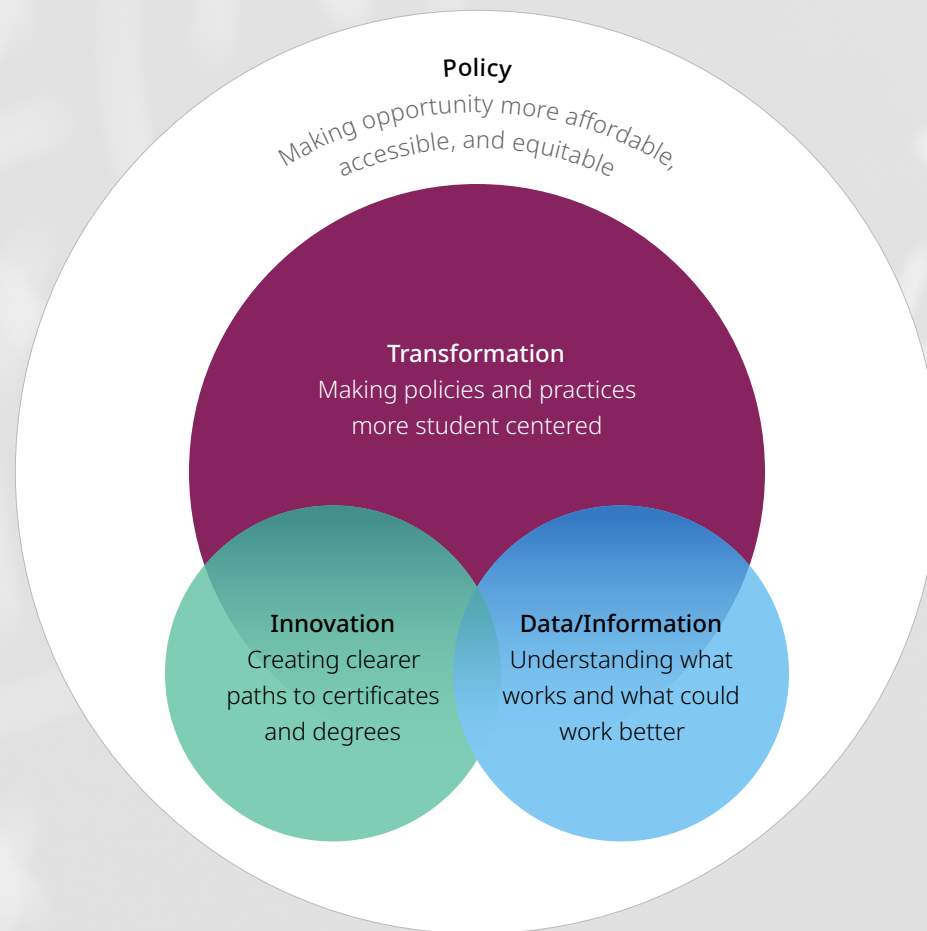 Policy
Making opportunity more affordable,
accessible, and equitable
Transformation
Making policies and practices
more student centered
Innovation
Creating clearer
paths to certificates
and degrees
Data/Information
Understanding what
works and what could
work better